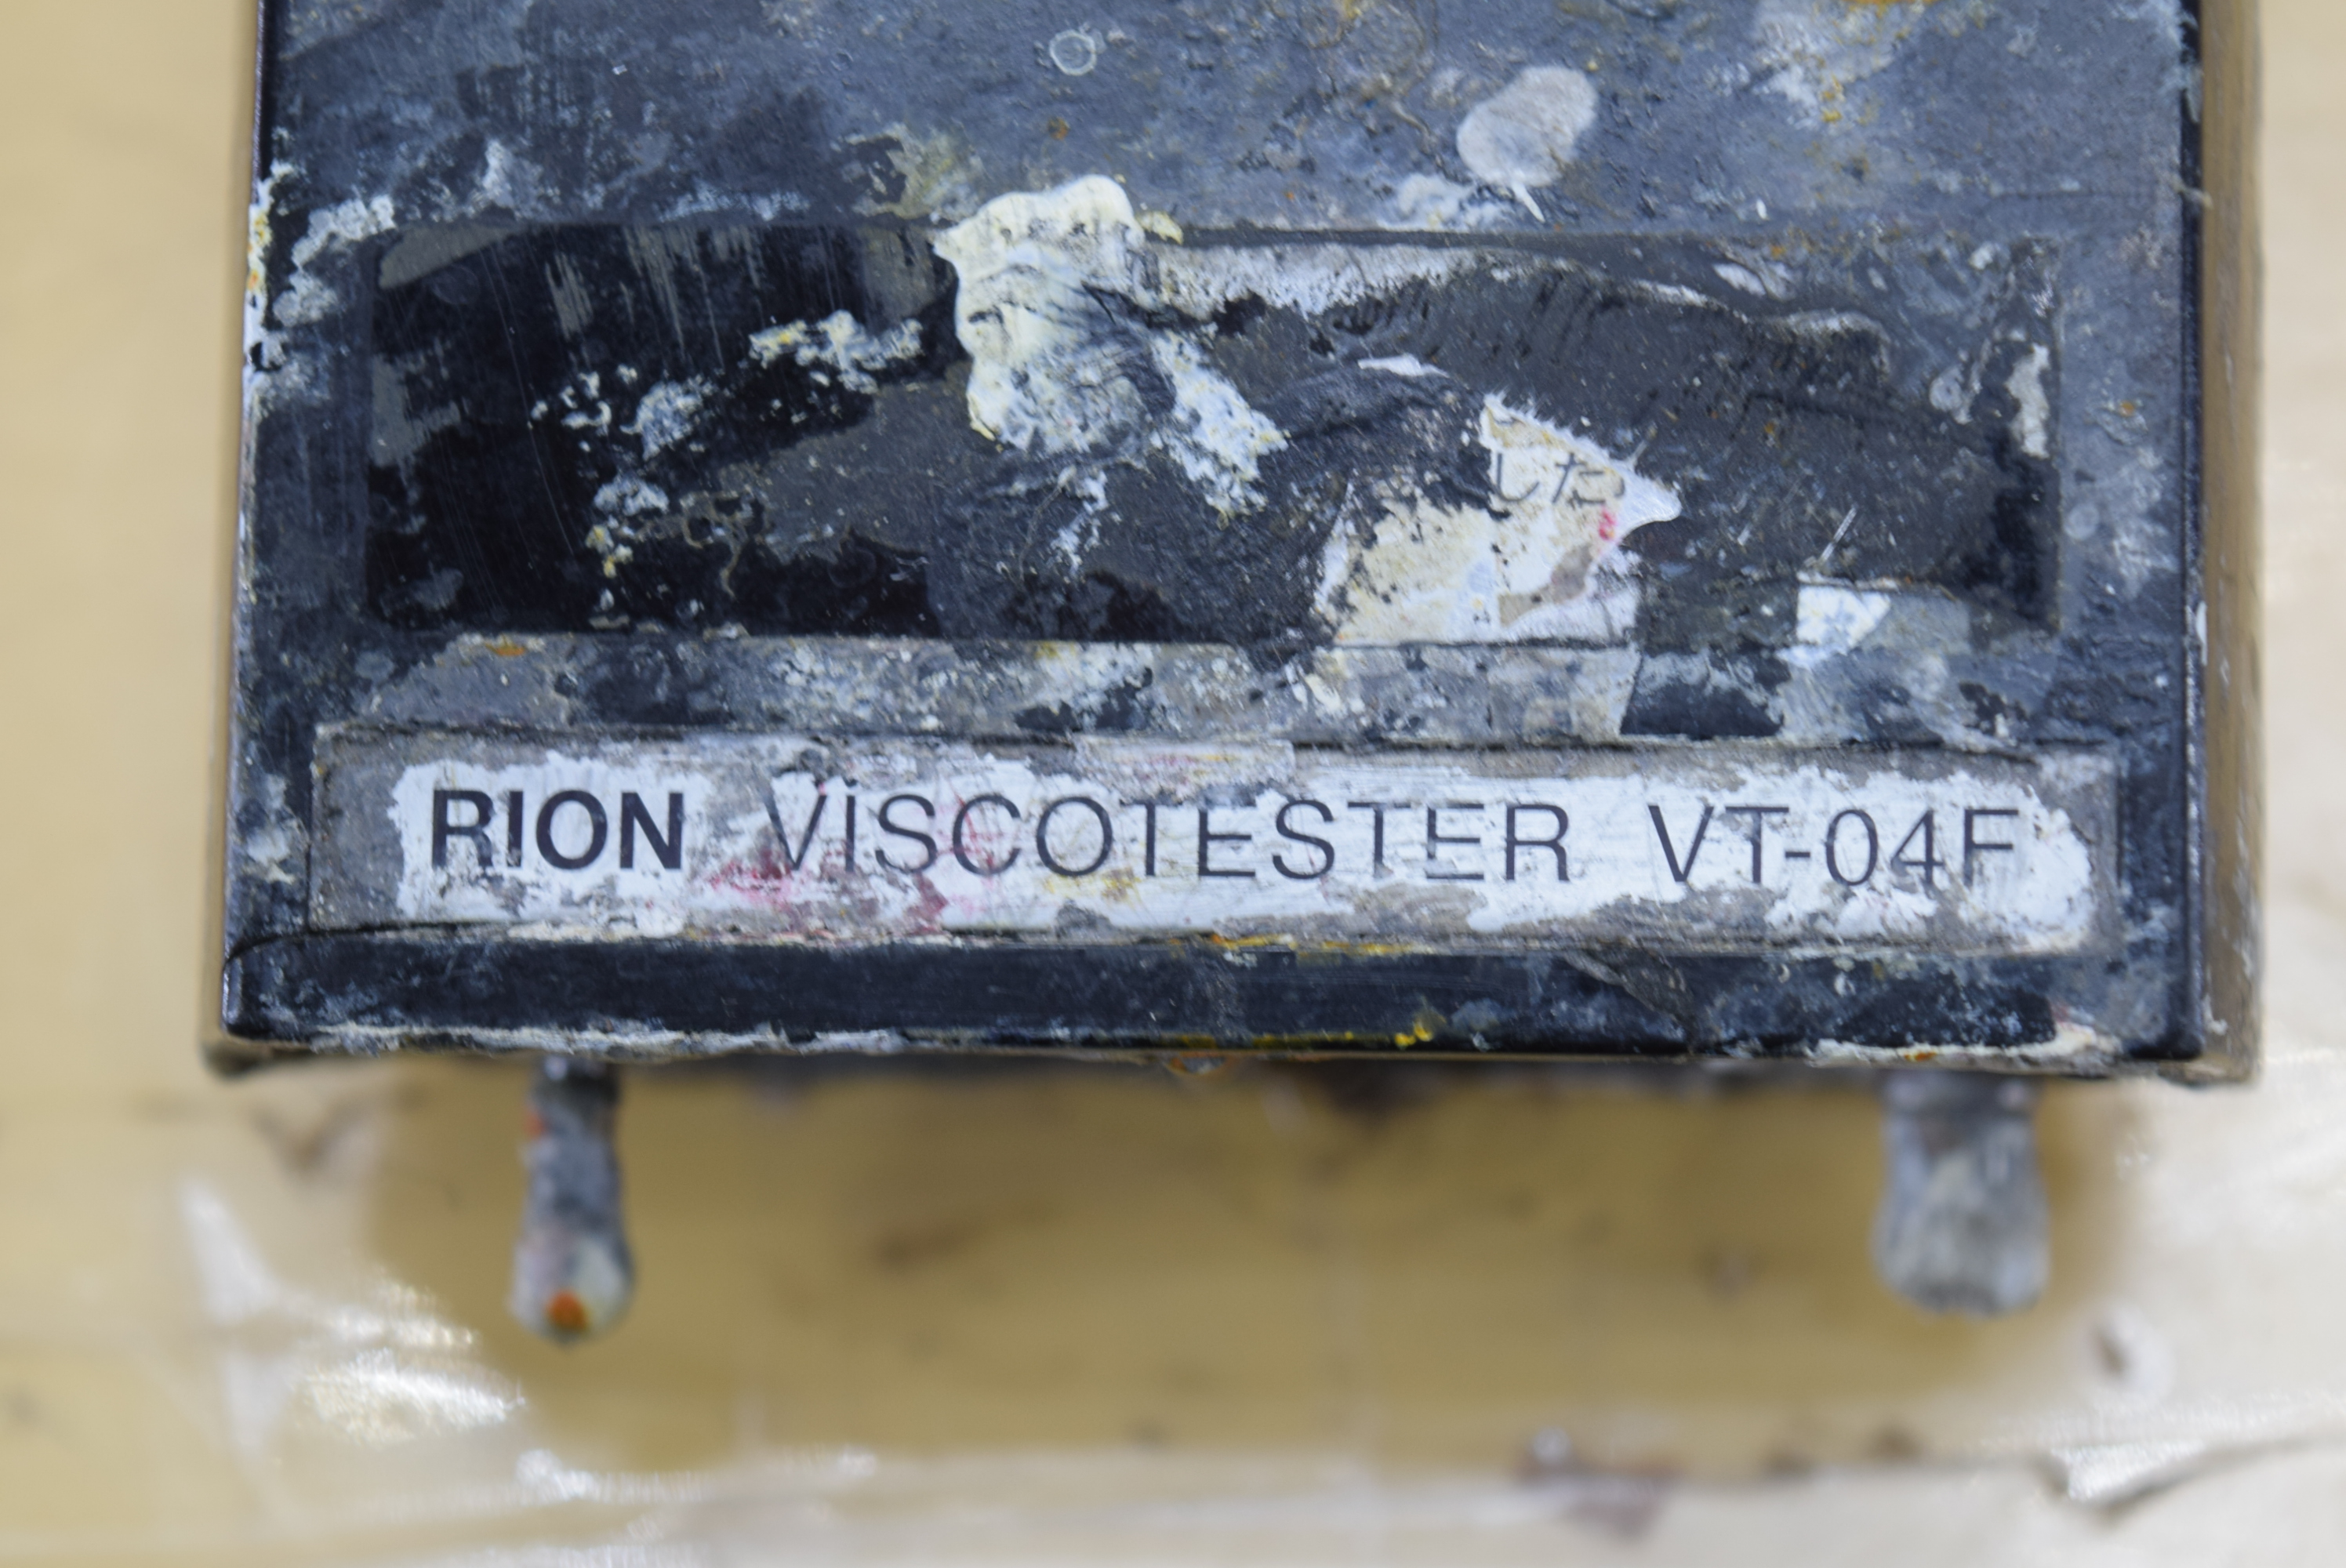 した
RION VISCOTESTER VT-04F